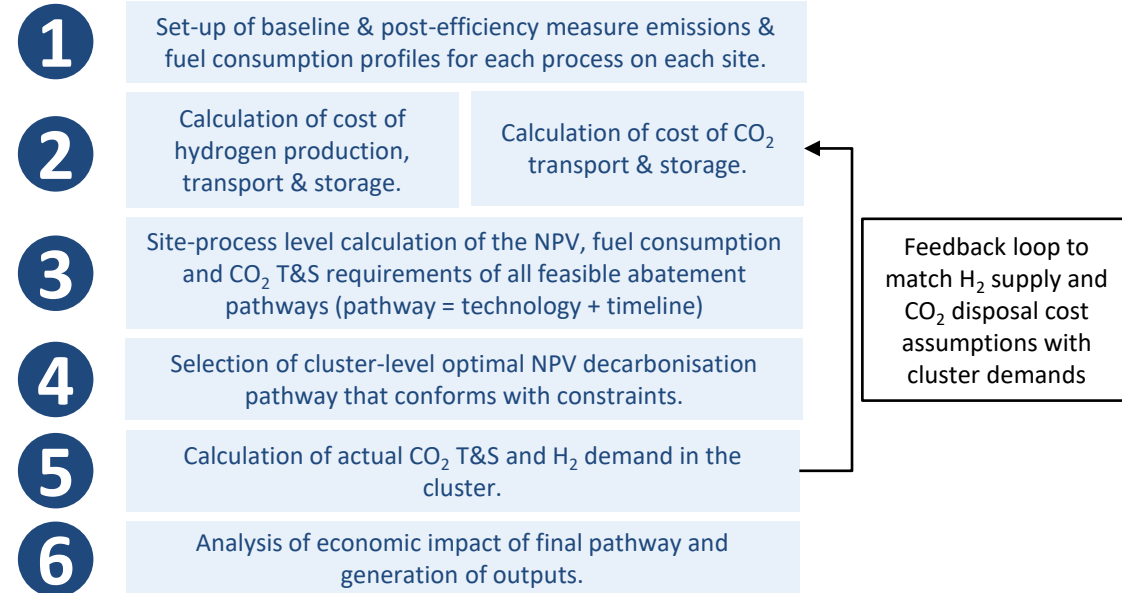 1
Set-up of baseline & post-efficiency measure emissions &
fuel consumption profiles for each process on each site.
2
Calculation of cost of
hydrogen production,
transport & storage.
Calculation of cost of CO₂
transport & storage.
3
Site-process level calculation of the NPV, fuel consumption
and CO₂ T&S requirements of all feasible abatement
pathways (pathway = technology + timeline)
4
Selection of cluster-level optimal NPV decarbonisation
pathway that conforms with constraints.
5
Calculation of actual CO₂ T&S and H₂ demand in the
cluster.
6
Analysis of economic impact of final pathway and
generation of outputs.
Feedback loop to
match H₂ supply and
CO₂ disposal cost
assumptions with
cluster demands